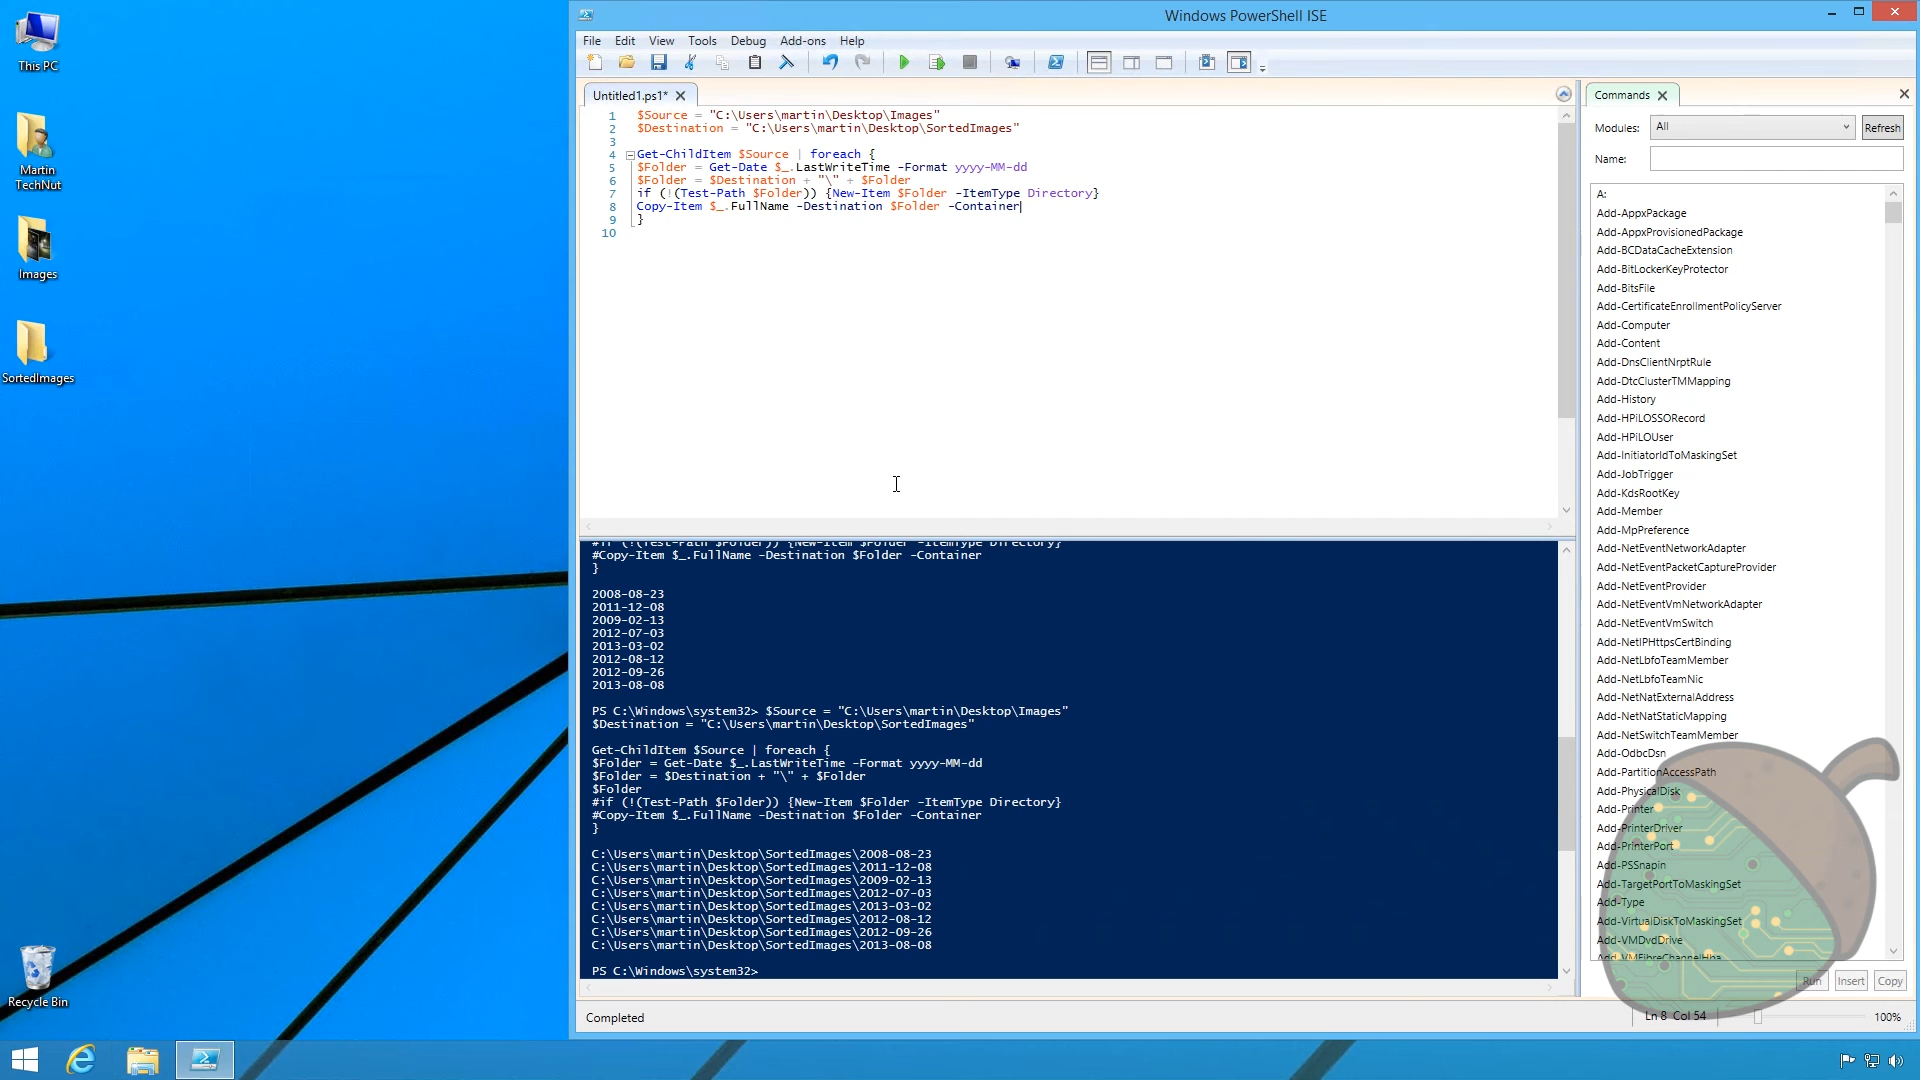 This PC
Martin
TechNut
Images
SortedImages
Recycle Bin
Windows PowerShell ISE
File Edit View Tools Debug Add-ons Help
Untitled1.ps1* X
1 $Source = "C:\Users\martin\Desktop\Images"
2 $Destination = "C:\Users\martin\Desktop\SortedImages"
3
4 Get-ChildItem $Source | foreach {
5 $Folder = Get-Date $_.LastWriteTime -Format yyyy-MM-dd
6 $Folder = $Destination + "\" + $Folder
7 if (!(Test-Path $Folder)) {New-Item $Folder -ItemType Directory}
8 Copy-Item $_.FullName -Destination $Folder -Container
9 }
10
#if (!(Test-Path $Folder)) {New-Item $Folder -ItemType Directory}
#Copy-Item $_.FullName -Destination $Folder -Container
}
2008-08-23
2011-12-08
2009-02-13
2012-07-03
2013-03-02
2012-08-12
2012-09-26
2013-08-08
PS C:\Windows\system32> $Source = "C:\Users\martin\Desktop\Images"
$Destination = "C:\Users\martin\Desktop\SortedImages"
Get-ChildItem $Source | foreach {
$Folder = Get-Date $_.LastWriteTime -Format yyyy-MM-dd
$Folder = $Destination + "\" + $Folder
$Folder
#if (!(Test-Path $Folder)) {New-Item $Folder -ItemType Directory}
#Copy-Item $_.FullName -Destination $Folder -Container
}
C:\Users\martin\Desktop\SortedImages\2008-08-23
C:\Users\martin\Desktop\SortedImages\2011-12-08
C:\Users\martin\Desktop\SortedImages\2009-02-13
C:\Users\martin\Desktop\SortedImages\2012-07-03
C:\Users\martin\Desktop\SortedImages\2013-03-02
C:\Users\martin\Desktop\SortedImages\2012-08-12
C:\Users\martin\Desktop\SortedImages\2012-09-26
C:\Users\martin\Desktop\SortedImages\2013-08-08
PS C:\Windows\system32>
Completed
Commands X
Modules: All Refresh
Name:
A:
Add-AppxPackage
Add-AppxProvisionedPackage
Add-BCDataCacheExtension
Add-BitLockerKeyProtector
Add-BitsFile
Add-CertificateEnrollmentPolicyServer
Add-Computer
Add-Content
Add-DnsClientNrptRule
Add-DtcClusterTMMapping
Add-History
Add-HPiLOSSORecord
Add-HPiLOUser
Add-InitiatorIdToMaskingSet
Add-JobTrigger
Add-KdsRootKey
Add-Member
Add-MpPreference
Add-NetEventNetworkAdapter
Add-NetEventPacketCaptureProvider
Add-NetEventProvider
Add-NetEventVmNetworkAdapter
Add-NetEventVmSwitch
Add-NetIPHttpsCertBinding
Add-NetLbfoTeamMember
Add-NetLbfoTeamNic
Add-NetNatExternalAddress
Add-NetNatStaticMapping
Add-NetSwitchTeamMember
Add-OdbcDsn
Add-PartitionAccessPath
Add-PhysicalDisk
Add-Printer
Add-PrinterDriver
Add-PrinterPort
Add-PSSnapin
Add-TargetPortToMaskingSet
Add-Type
Add-VirtualDiskToMaskingSet
Add-VMDvdDrive
Add-VMFibreChannelHba
Run Insert Copy
Ln 8 Col 54 100%